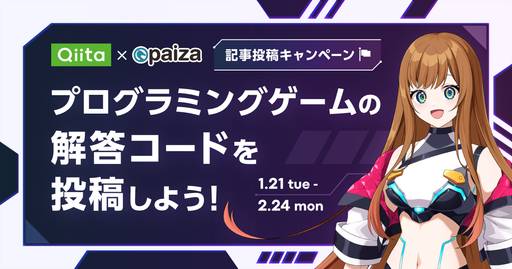 Qiita × paiza 記事投稿キャンペーン
プログラミングゲームの
解答コードを
投稿しよう!
1.21 tue -
2.24 mon